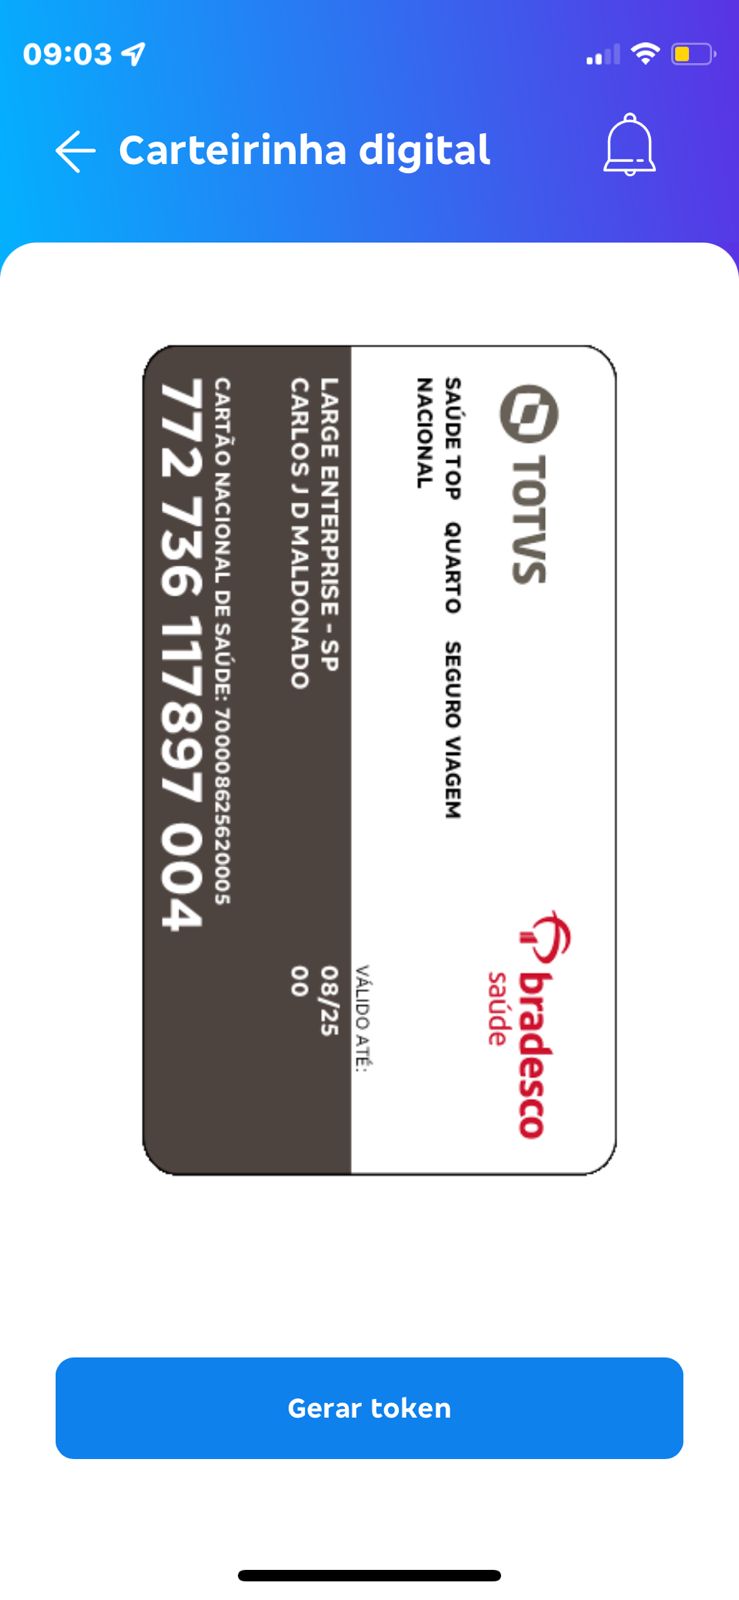 09:03
Carteirinha digital
TOTVS
bradesco
saúde
SAÚDE TOP QUARTO SEGURO VIAGEM
NACIONAL
VÁLIDO ATÉ:
LARGE ENTERPRISE - SP 08/25
CARLOS J D MALDONADO 00
CARTÃO NACIONAL DE SAÚDE: 700008625620005
772 736 117897 004
Gerar token